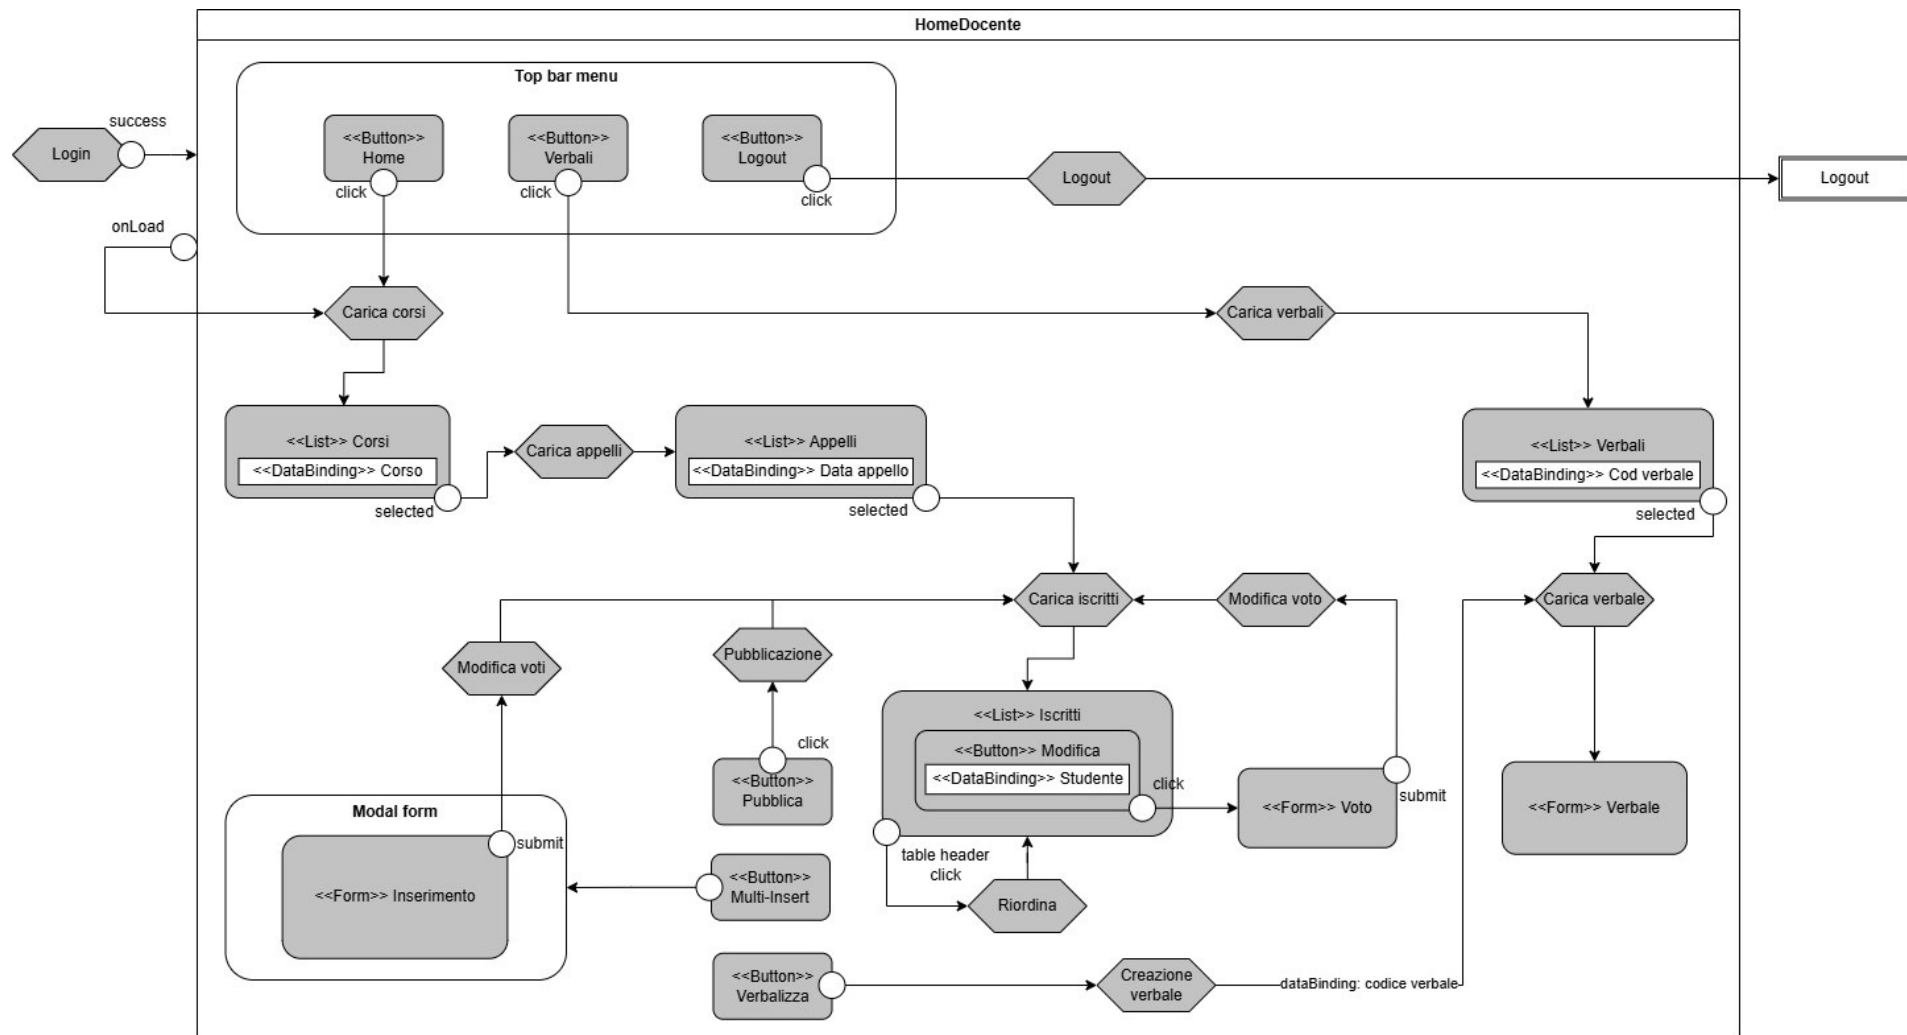 HomeDocente
Top bar menu
success
Login
<<Button>>
Home
click
<<Button>>
Verbali
click
<<Button>>
Logout
click
Logout
Logout
onLoad
Carica corsi
Carica verbali
<<List>> Corsi
<<DataBinding>> Corso
selected
Carica appelli
<<List>> Appelli
<<DataBinding>> Data appello
selected
<<List>> Verbali
<<DataBinding>> Cod verbale
selected
Carica iscritti
Modifica voto
Carica verbale
Modifica voti
Pubblicazione
<<List>> Iscritti
<<Button>> Modifica
<<DataBinding>> Studente
click
click
<<Button>>
Pubblica
<<Form>> Voto
submit
<<Form>> Verbale
Modal form
submit
<<Form>> Inserimento
<<Button>>
Multi-Insert
table header
click
Riordina
<<Button>>
Verbalizza
Creazione
verbale
dataBinding: codice verbale